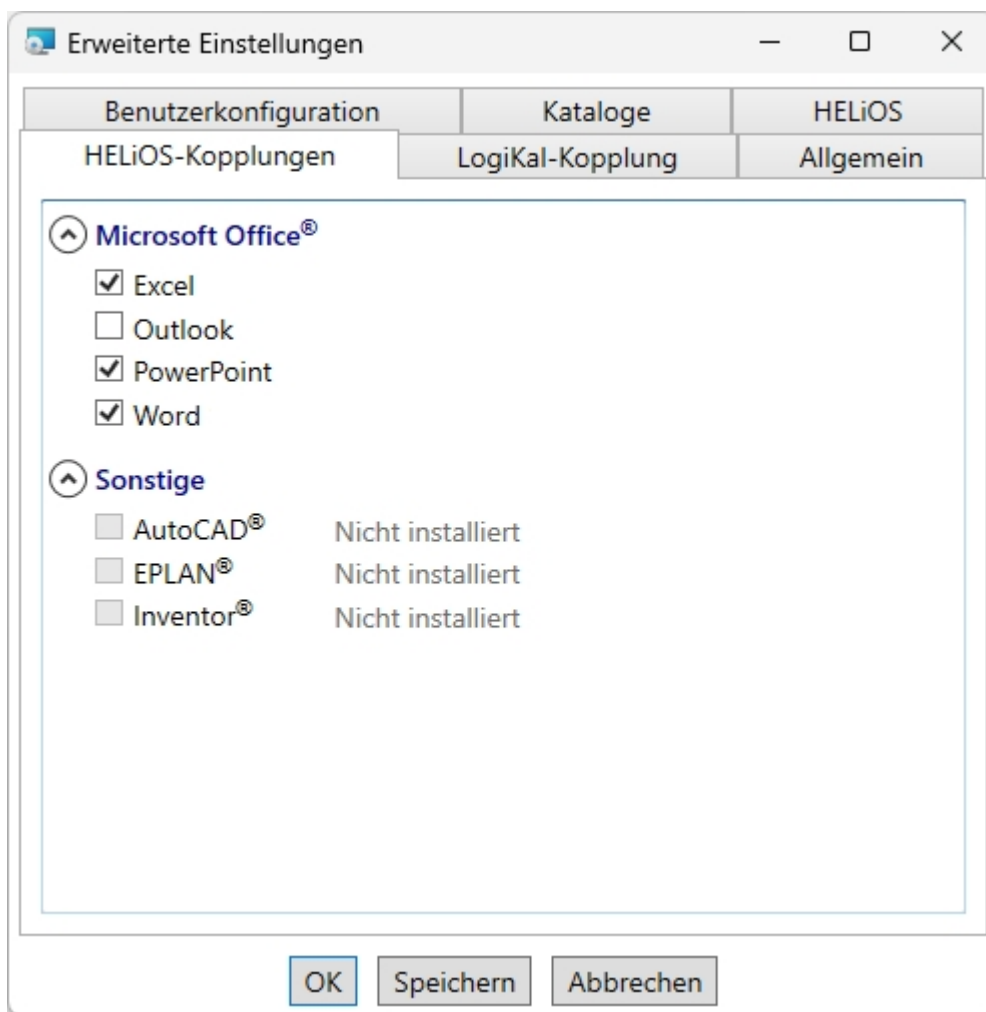 Erweiterte Einstellungen
Benutzerkonfiguration Kataloge HELiOS
HELiOS-Kopplungen LogiKal-Kopplung Allgemein
Microsoft Office®
Excel
Outlook
PowerPoint
Word
Sonstige
AutoCAD® Nicht installiert
EPLAN® Nicht installiert
Inventor® Nicht installiert
OK Speichern Abbrechen